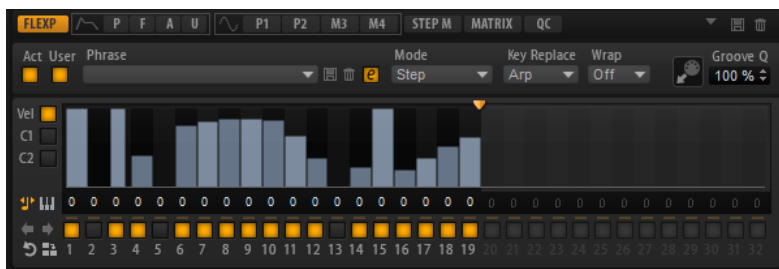 FLEXP P F A U P1 P2 M3 M4 STEP M MATRIX QC
Act User Phrase Mode Key Replace Wrap Groove Q
e Step Arp Off 100 %
Vel
C1
C2
0 0 0 0 0 0 0 0 0 0 0 0 0 0 0 0 0 0 0 0 0 0 0 0 0 0 0 0 0 0 0 0
1 2 3 4 5 6 7 8 9 10 11 12 13 14 15 16 17 18 19 20 21 22 23 24 25 26 27 28 29 30 31 32